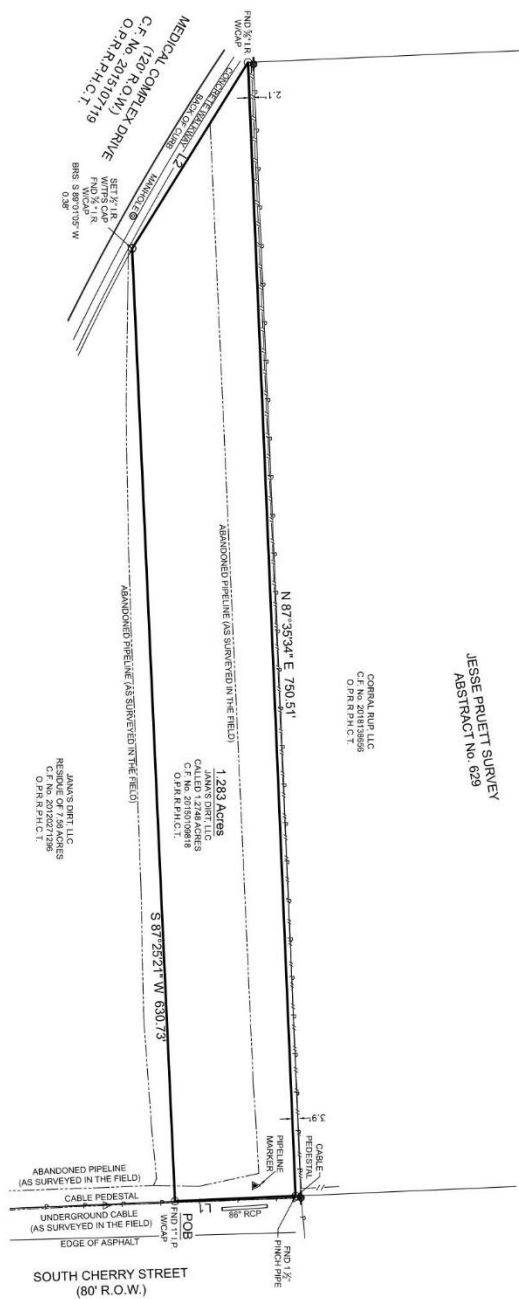 FND ⅝" I.R.
W/CAP
MEDICAL COMPLEX DRIVE
(120' R.O.W.)
C.F. No. 2015107119
O.P.R.R.P.H.C.T.
CONCRETE WALKWAY
BACK OF CURB
L2
MANHOLE
SET ⅝" I.R.
W/TPS CAP
FND ⅝" I.R.
W/CAP
BRS: S 89°01'05" W
0.38'
2.1'
JESSE PRUETT SURVEY
ABSTRACT No. 629
CORRAL RUP, LLC
C.F. No. 2018138656
O.P.R.R.P.H.C.T.
N 87°35'34" E 750.51'
ABANDONED PIPELINE (AS SURVEYED IN THE FIELD)
1.283 Acres
JANA'S DIRT, LLC
CALLED 1.2748 ACRES
C.F. No. 20150109818
O.P.R.R.P.H.C.T.
ABANDONED PIPELINE (AS SURVEYED IN THE FIELD)
S 87°25'21" W 630.73'
JANA'S DIRT, LLC
RESIDUE OF 7.56 ACRES
C.F. No. 20120271296
O.P.R.R.P.H.C.T.
3.9'
CABLE
PEDESTAL
PIPELINE
MARKER
FND 1 ½"
PINCH PIPE
86" RCP
L1
POB
FND 1" I.P.
W/CAP
ABANDONED PIPELINE
(AS SURVEYED IN THE FIELD)
CABLE PEDESTAL
UNDERGROUND CABLE
(AS SURVEYED IN THE FIELD)
EDGE OF ASPHALT
SOUTH CHERRY STREET
(80' R.O.W.)